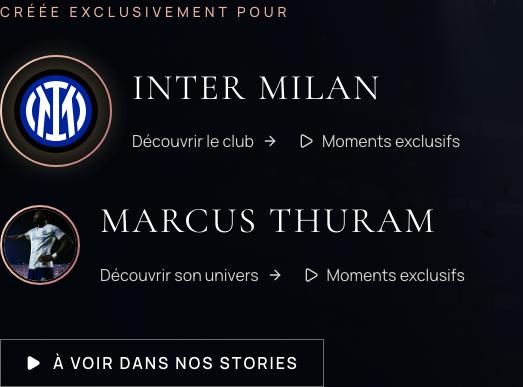 CRÉÉE EXCLUSIVEMENT POUR
INTER MILAN
Découvrir le club → Moments exclusifs
MARCUS THURAM
Découvrir son univers → Moments exclusifs
À VOIR DANS NOS STORIES